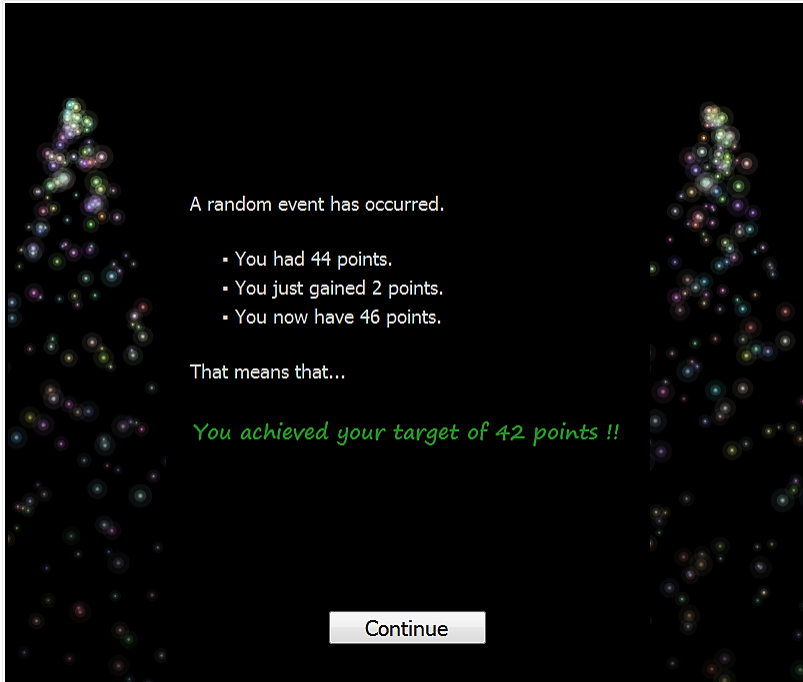 A random event has occurred.
▪ You had 44 points.
▪ You just gained 2 points.
▪ You now have 46 points.
That means that...
You achieved your target of 42 points !!
Continue